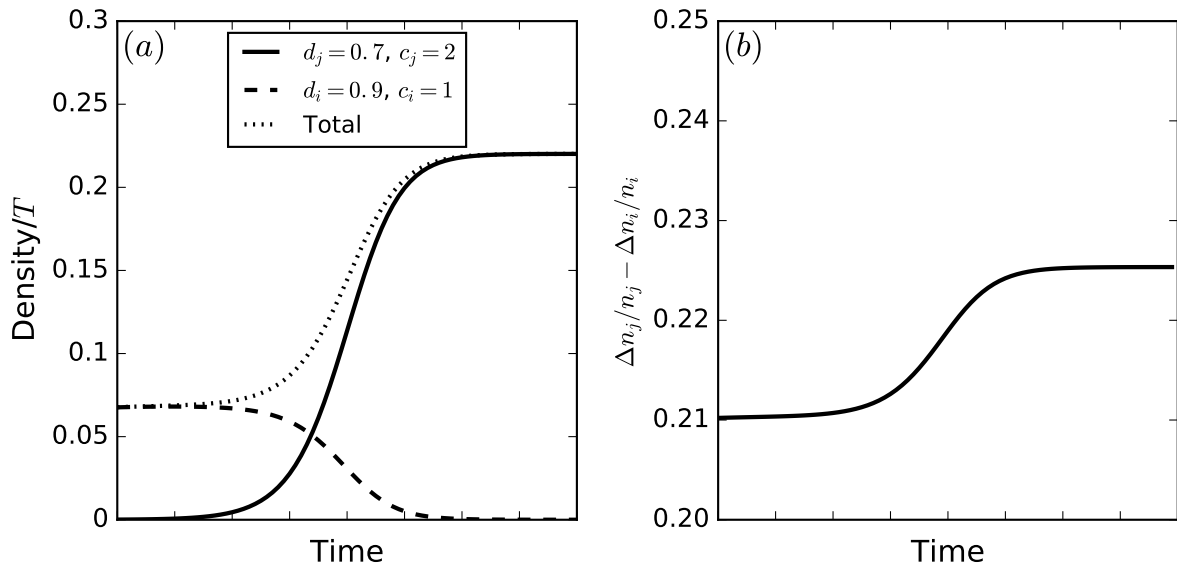 (a)
0.3
0.25
0.2
0.15
0.1
0.05
0
Density/T
d_j = 0.7, c_j = 2
d_i = 0.9, c_i = 1
Total
Time
(b)
0.25
0.24
0.23
0.22
0.21
0.20
Δn_j/n_j − Δn_i/n_i
Time